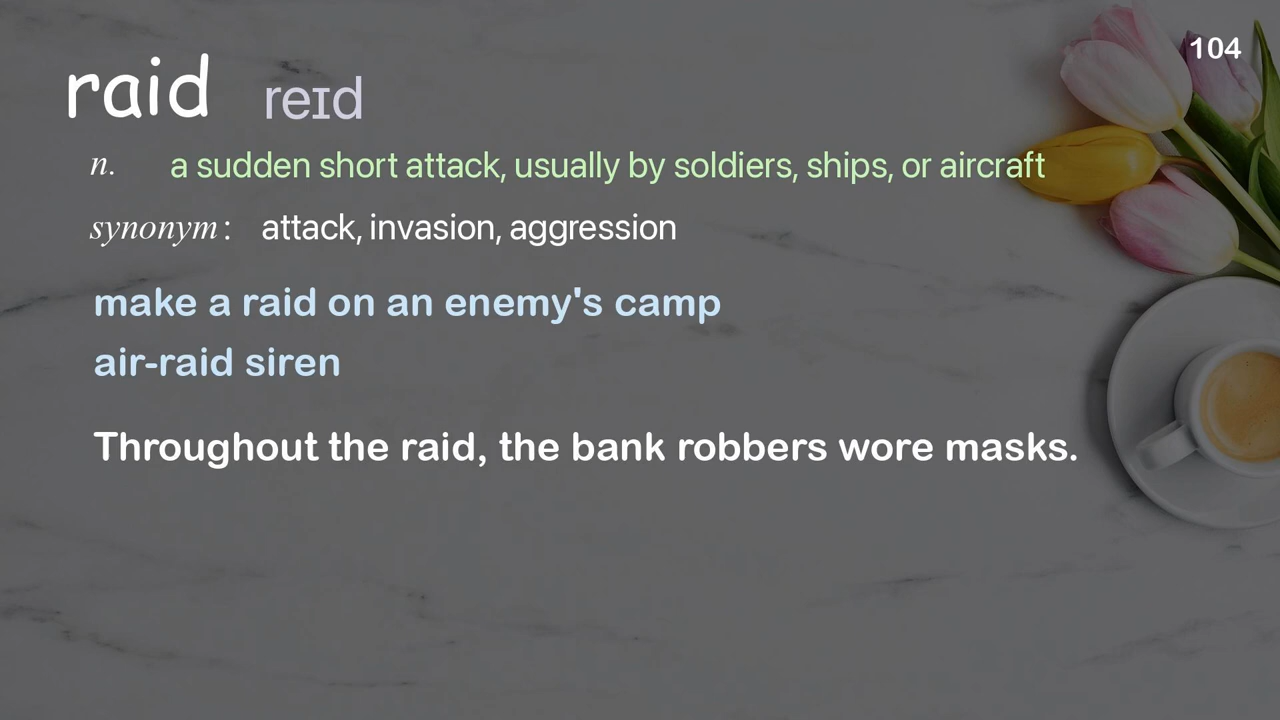 104
raid reɪd
n. a sudden short attack, usually by soldiers, ships, or aircraft
synonym: attack, invasion, aggression
make a raid on an enemy's camp
air-raid siren
Throughout the raid, the bank robbers wore masks.